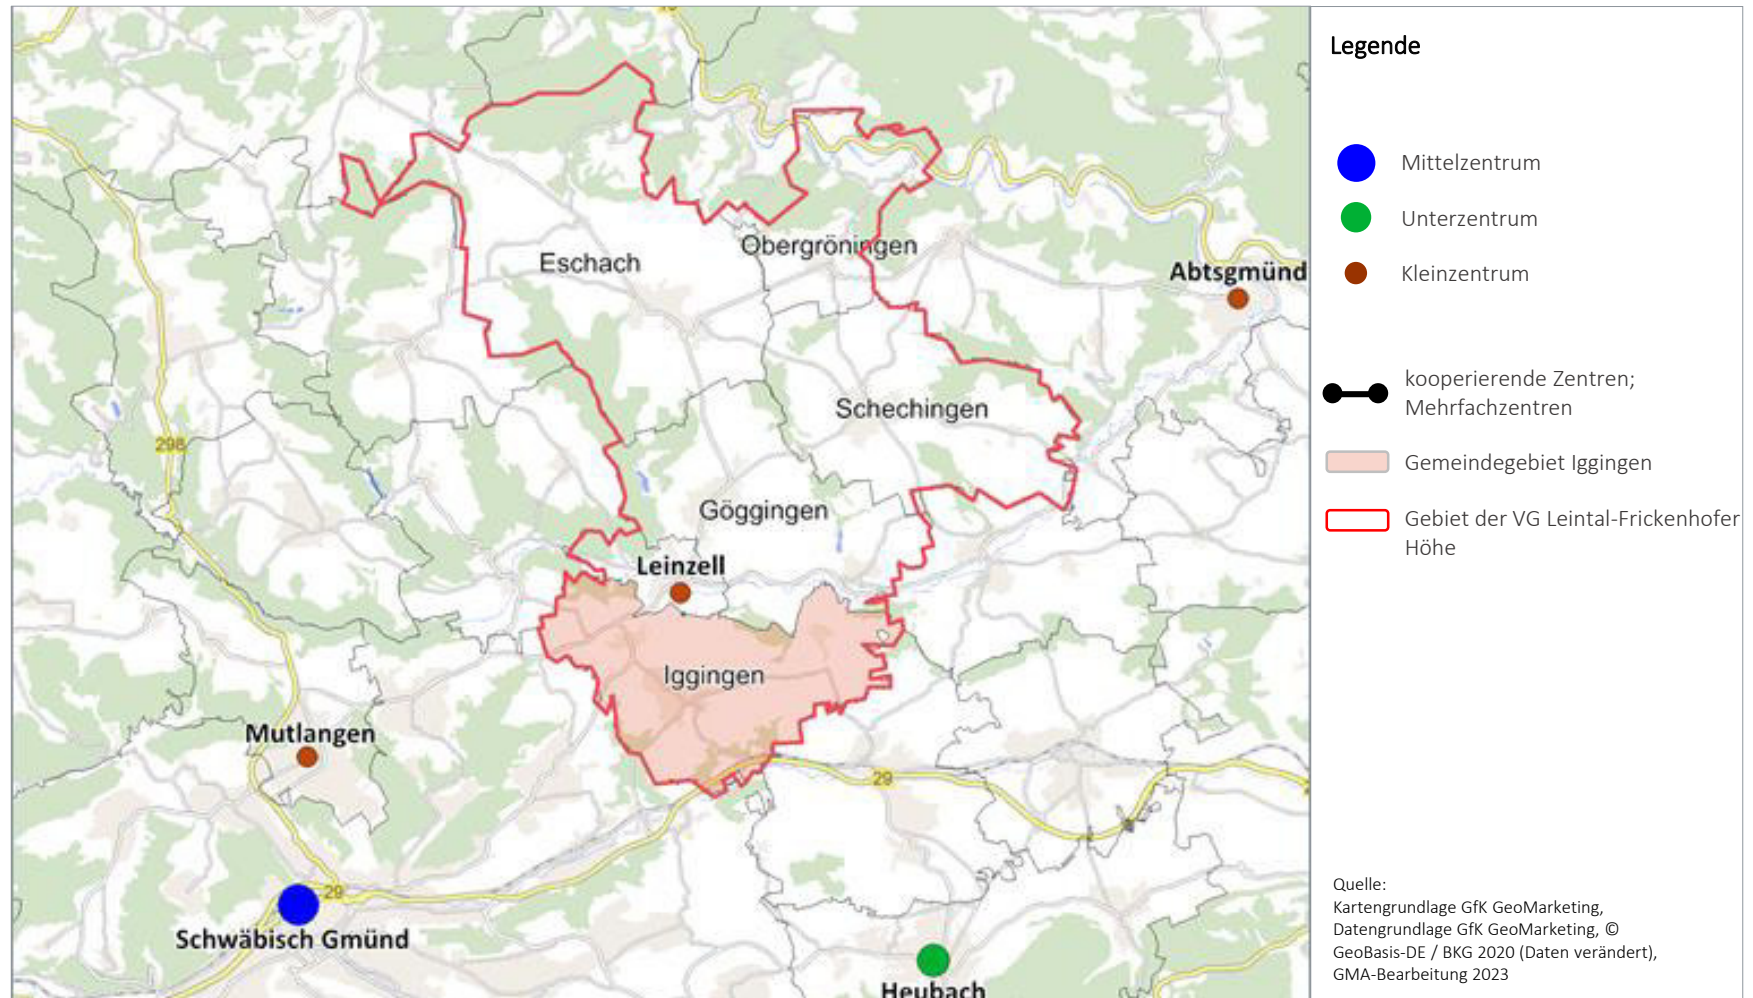 Eschach
Obergröningen
Abtsgmünd
Schechingen
298
Göggingen
Leinzell
Iggingen
Mutlangen
29
29
Schwäbisch Gmünd
Heubach
Legende
Mittelzentrum
Unterzentrum
Kleinzentrum
kooperierende Zentren;
Mehrfachzentren
Gemeindegebiet Iggingen
Gebiet der VG Leintal-Frickenhofer
Höhe
Quelle:
Kartengrundlage GfK GeoMarketing,
Datengrundlage GfK GeoMarketing, ©
GeoBasis-DE / BKG 2020 (Daten verändert),
GMA-Bearbeitung 2023